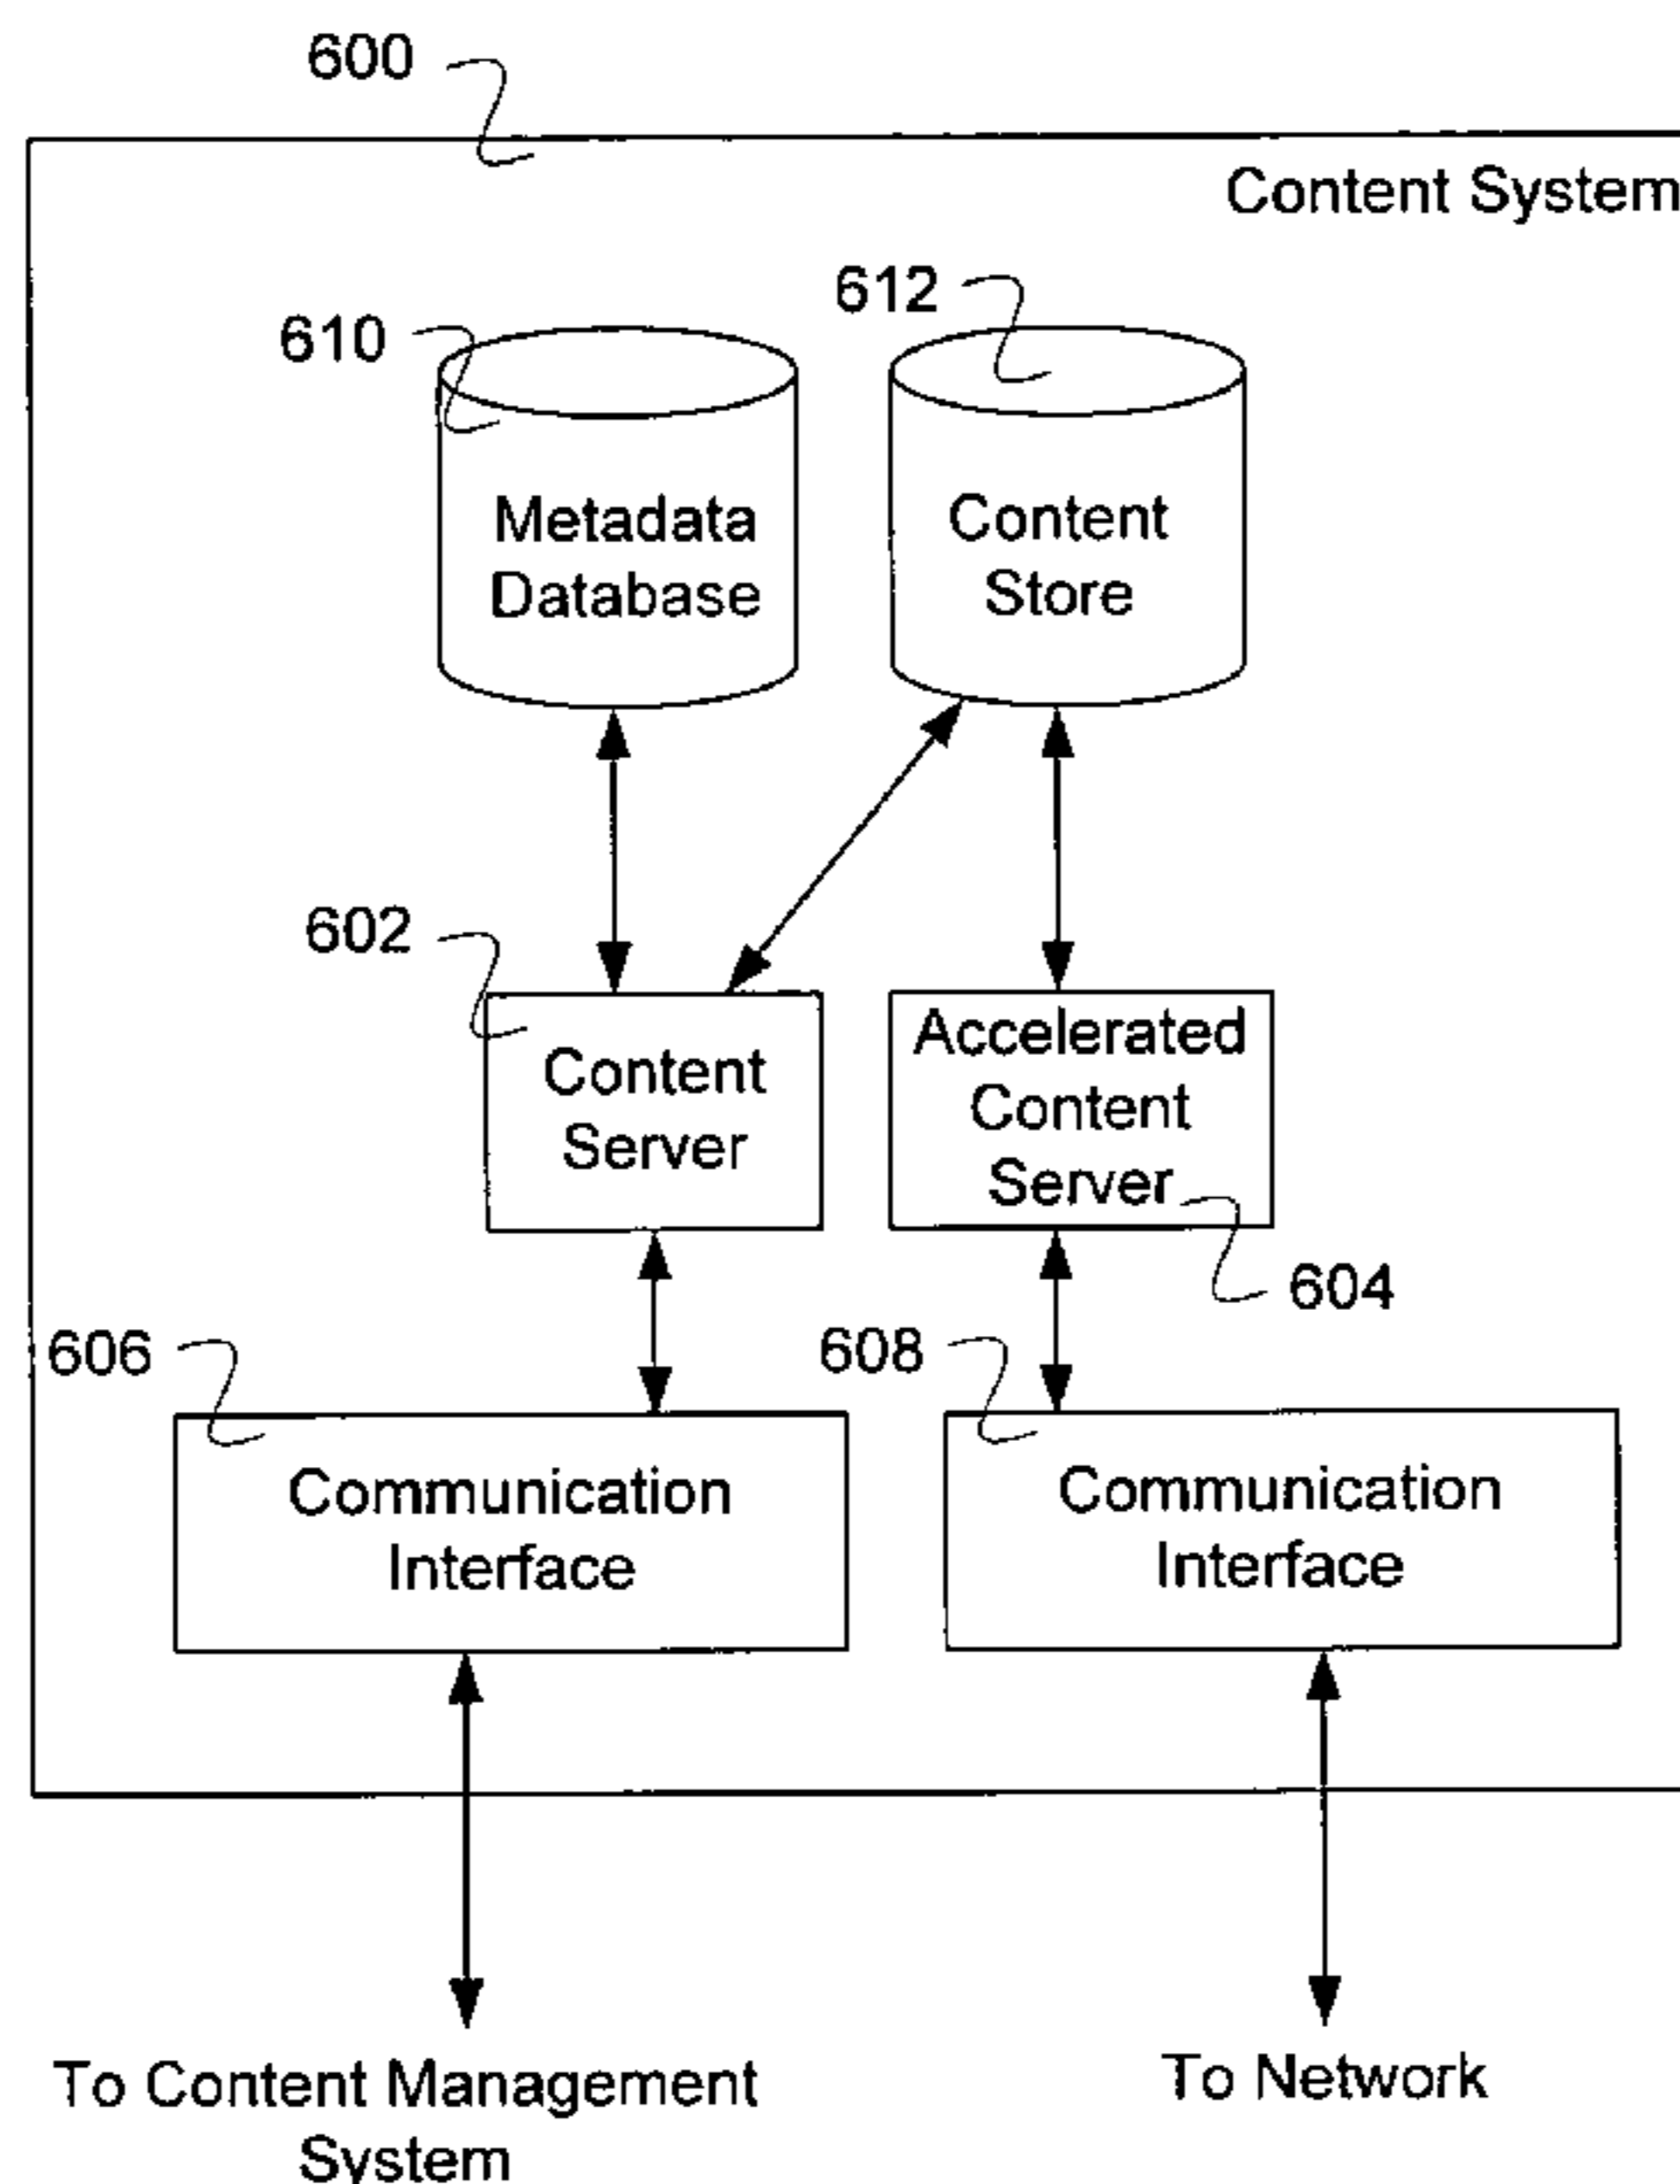 600
Content System
612
610
Metadata
Database
Content
Store
602
Content
Server
Accelerated
Content
Server
604
606
608
Communication
Interface
Communication
Interface
To Content Management
System
To Network